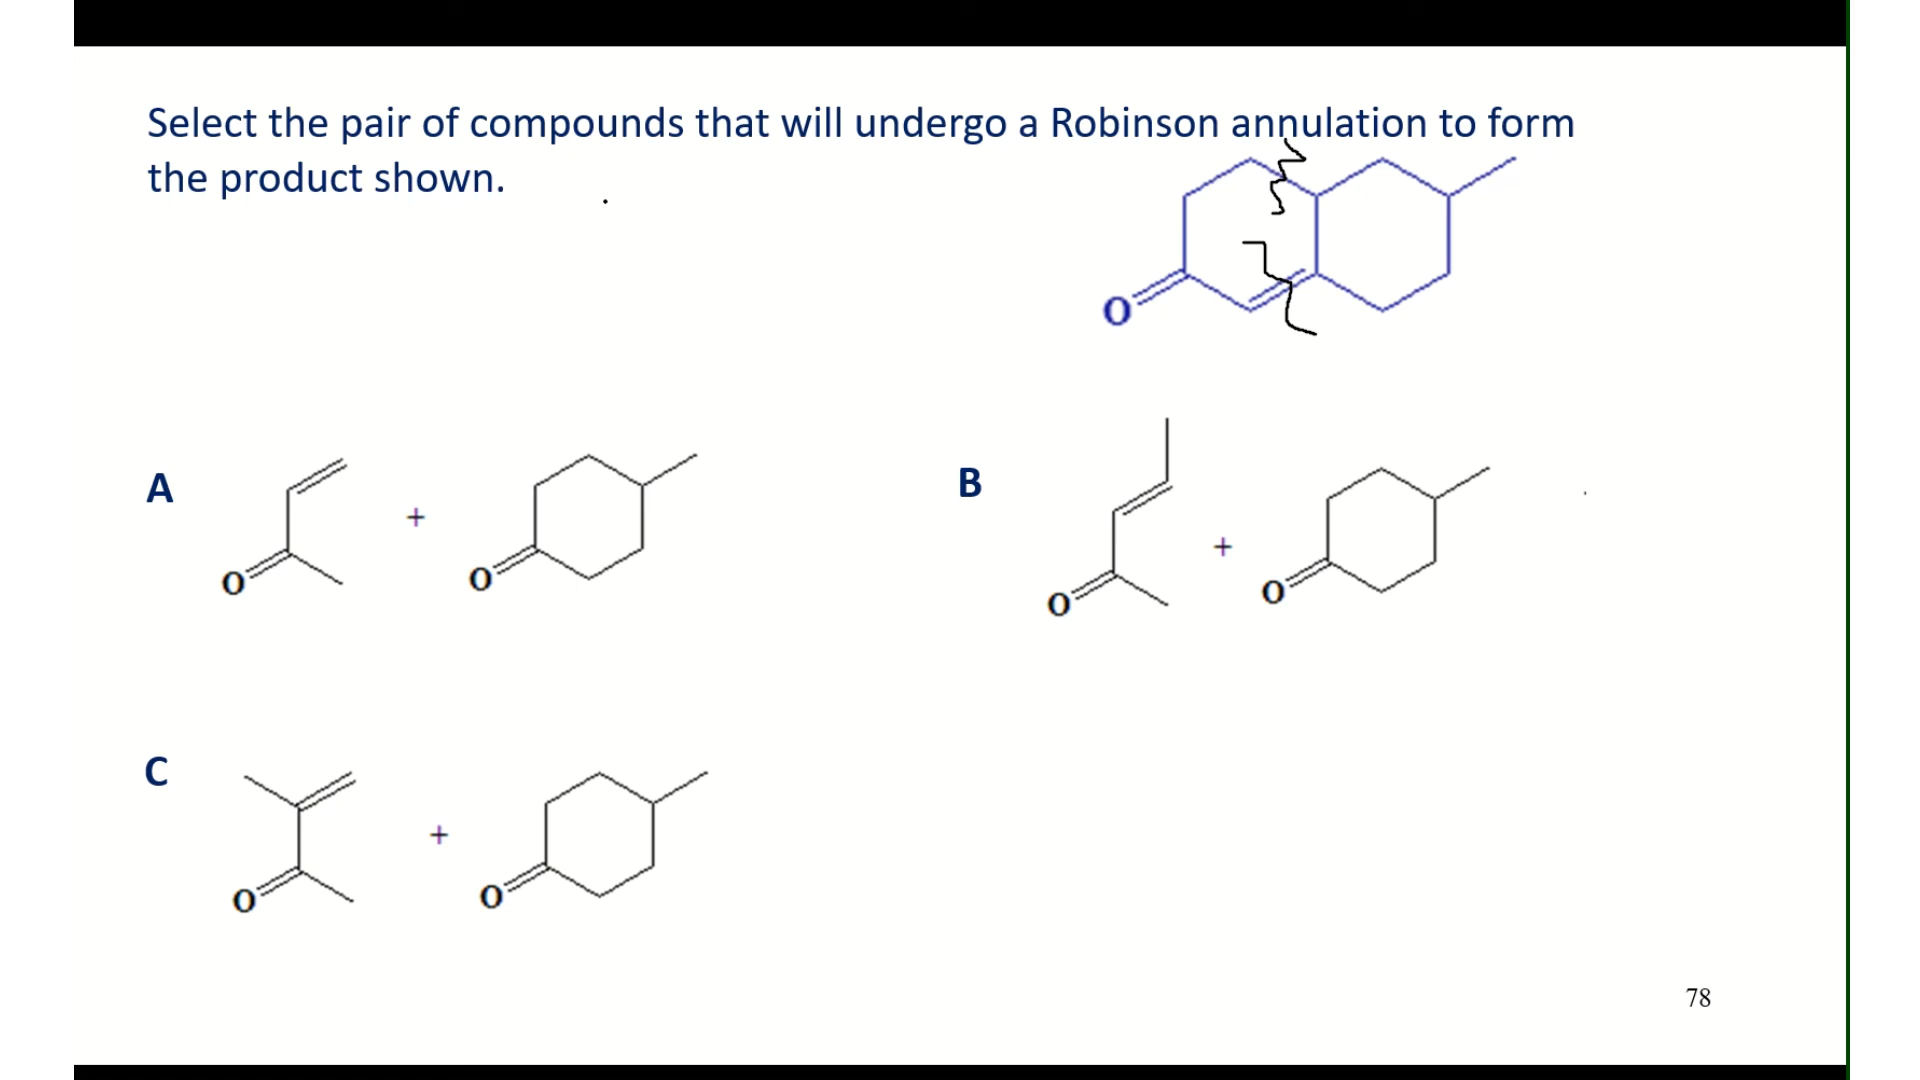 Select the pair of compounds that will undergo a Robinson annulation to form
the product shown.
O
A
+
O
O
B
+
O
O
C
+
O
O
78